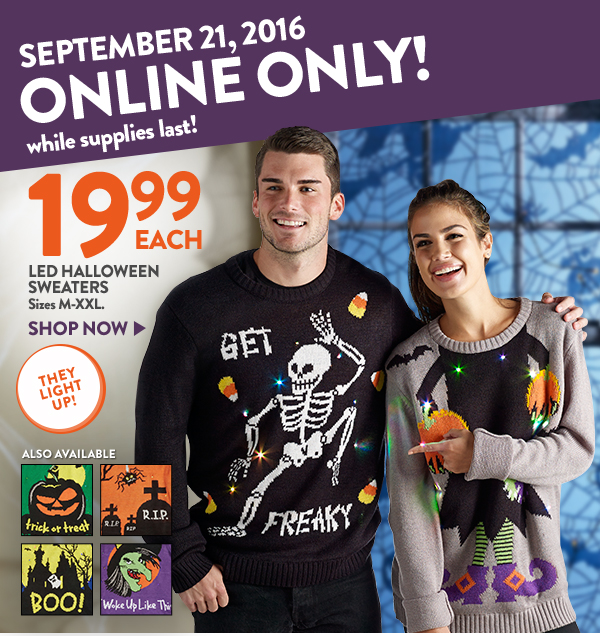 SEPTEMBER 21, 2016
ONLINE ONLY!
while supplies last!
19 99
EACH
LED HALLOWEEN
SWEATERS
Sizes M-XXL.
SHOP NOW ▶
THEY
LIGHT
UP!
GET
FREAKY
ALSO AVAILABLE
trick or treat
R.I.P.
RIP
R.I.P.
BOO!
Woke Up Like This